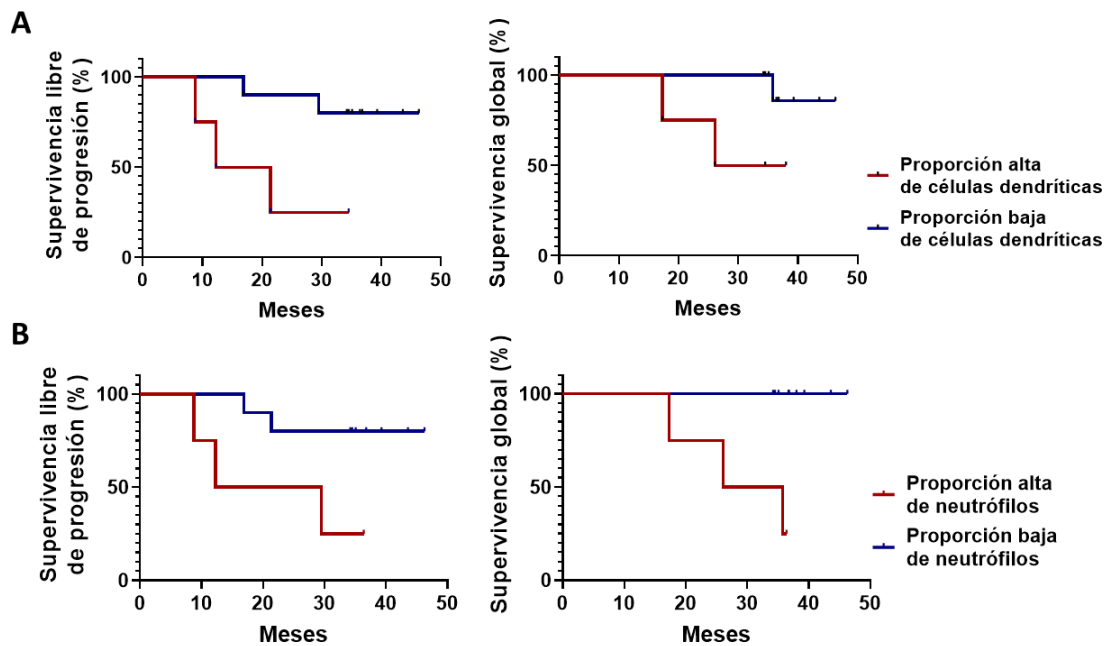 A
Supervivencia libre
de progresión (%)
100
50
0
0 10 20 30 40 50
Meses
Supervivencia global (%)
100
50
0
0 10 20 30 40 50
Meses
Proporción alta
de células dendríticas
Proporción baja
de células dendríticas
B
Supervivencia libre
de progresión (%)
100
50
0
0 10 20 30 40 50
Meses
Supervivencia global (%)
100
50
0
0 10 20 30 40 50
Meses
Proporción alta
de neutrófilos
Proporción baja
de neutrófilos